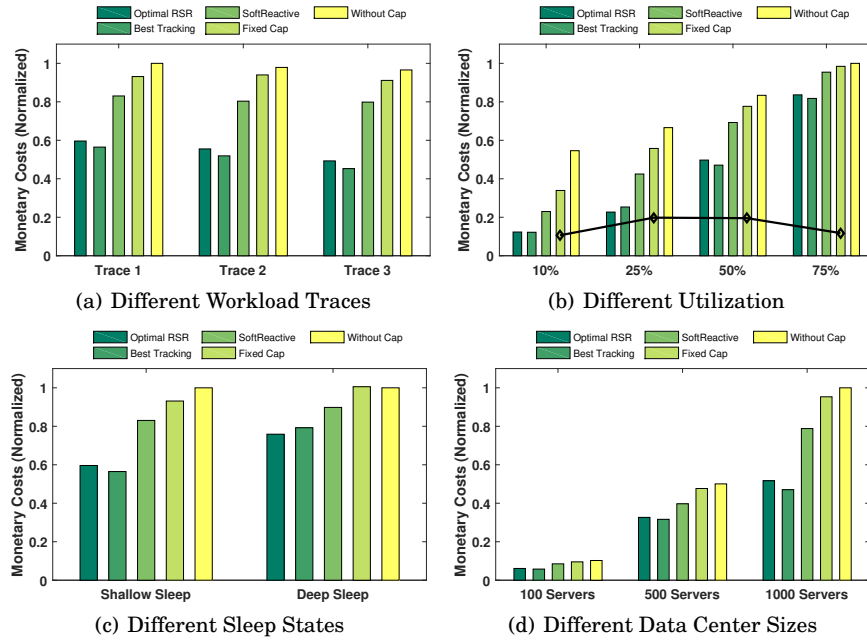 Optimal RSR SoftReactive Without Cap
Best Tracking Fixed Cap
Monetary Costs (Normalized)
1
0.8
0.6
0.4
0.2
0
Trace 1 Trace 2 Trace 3
(a) Different Workload Traces
Optimal RSR SoftReactive Without Cap
Best Tracking Fixed Cap
Monetary Costs (Normalized)
1
0.8
0.6
0.4
0.2
0
10% 25% 50% 75%
(b) Different Utilization
Optimal RSR SoftReactive Without Cap
Best Tracking Fixed Cap
Monetary Costs (Normalized)
1
0.8
0.6
0.4
0.2
0
Shallow Sleep Deep Sleep
(c) Different Sleep States
Optimal RSR SoftReactive Without Cap
Best Tracking Fixed Cap
Monetary Costs (Normalized)
1
0.8
0.6
0.4
0.2
0
100 Servers 500 Servers 1000 Servers
(d) Different Data Center Sizes